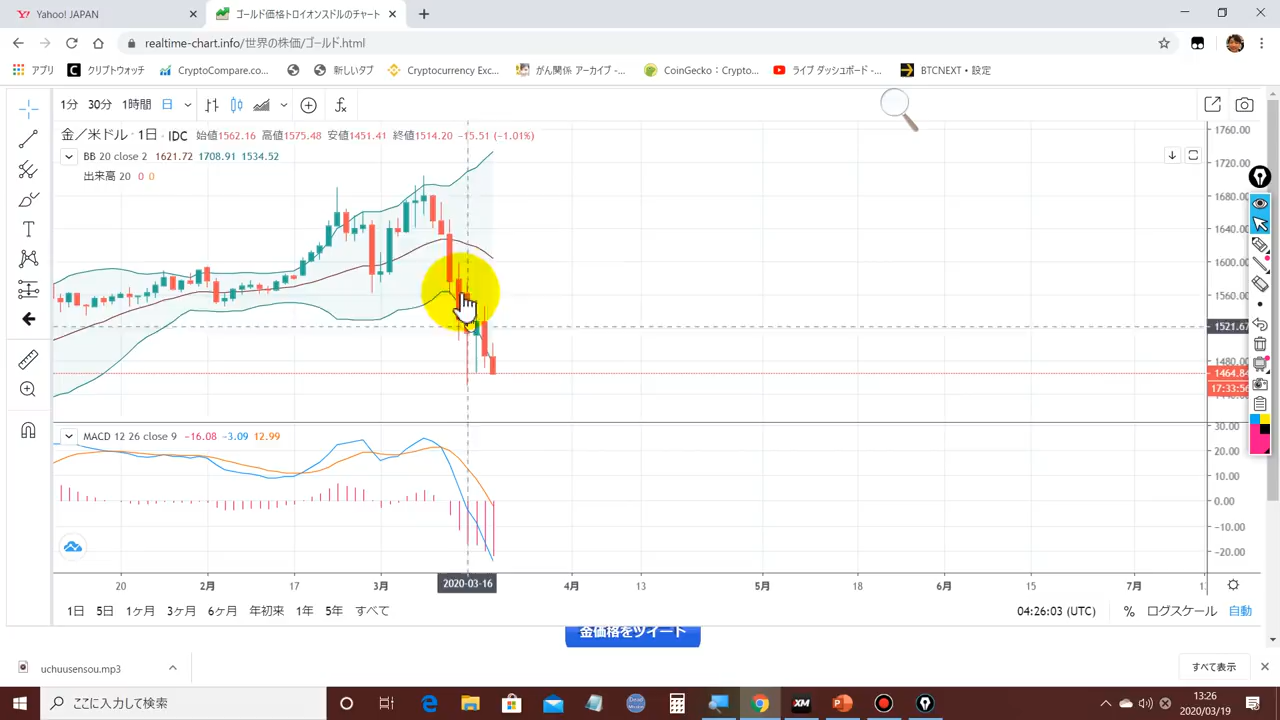 Yahoo! JAPAN
ゴールド価格トロイオンスドルのチャート
realtime-chart.info/世界の株価/ゴールド.html
アプリ クリプトウォッチ CryptoCompare.co... 新しいタブ Cryptocurrency Exc... がん関係 アーカイブ -... CoinGecko：Crypto... ライブ ダッシュボード -... BTCNEXT • 設定
1分 30分 1時間 日
金／米ドル · 1日 · IDC 始値1562.16 高値1575.48 安値1451.41 終値1514.20 -15.51 (-1.01%)
BB 20 close 2 1621.72 1708.91 1534.52
出来高 20 0 0
1760.00
1720.00
1680.00
1640.00
1600.00
1560.00
1521.67
1480.00
1464.84
MACD 12 26 close 9 -16.08 -3.09 12.99
30.00
20.00
10.00
0.00
-10.00
-20.00
20 2月 17 3月 2020-03-16 4月 13 5月 18 6月 15 7月
1日 5日 1ヶ月 3ヶ月 6ヶ月 年初来 1年 5年 すべて 04:26:03 (UTC) % ログスケール 自動
金価格をツイート
uchuusensou.mp3 すべて表示
ここに入力して検索
XM
13:26
2020/03/19